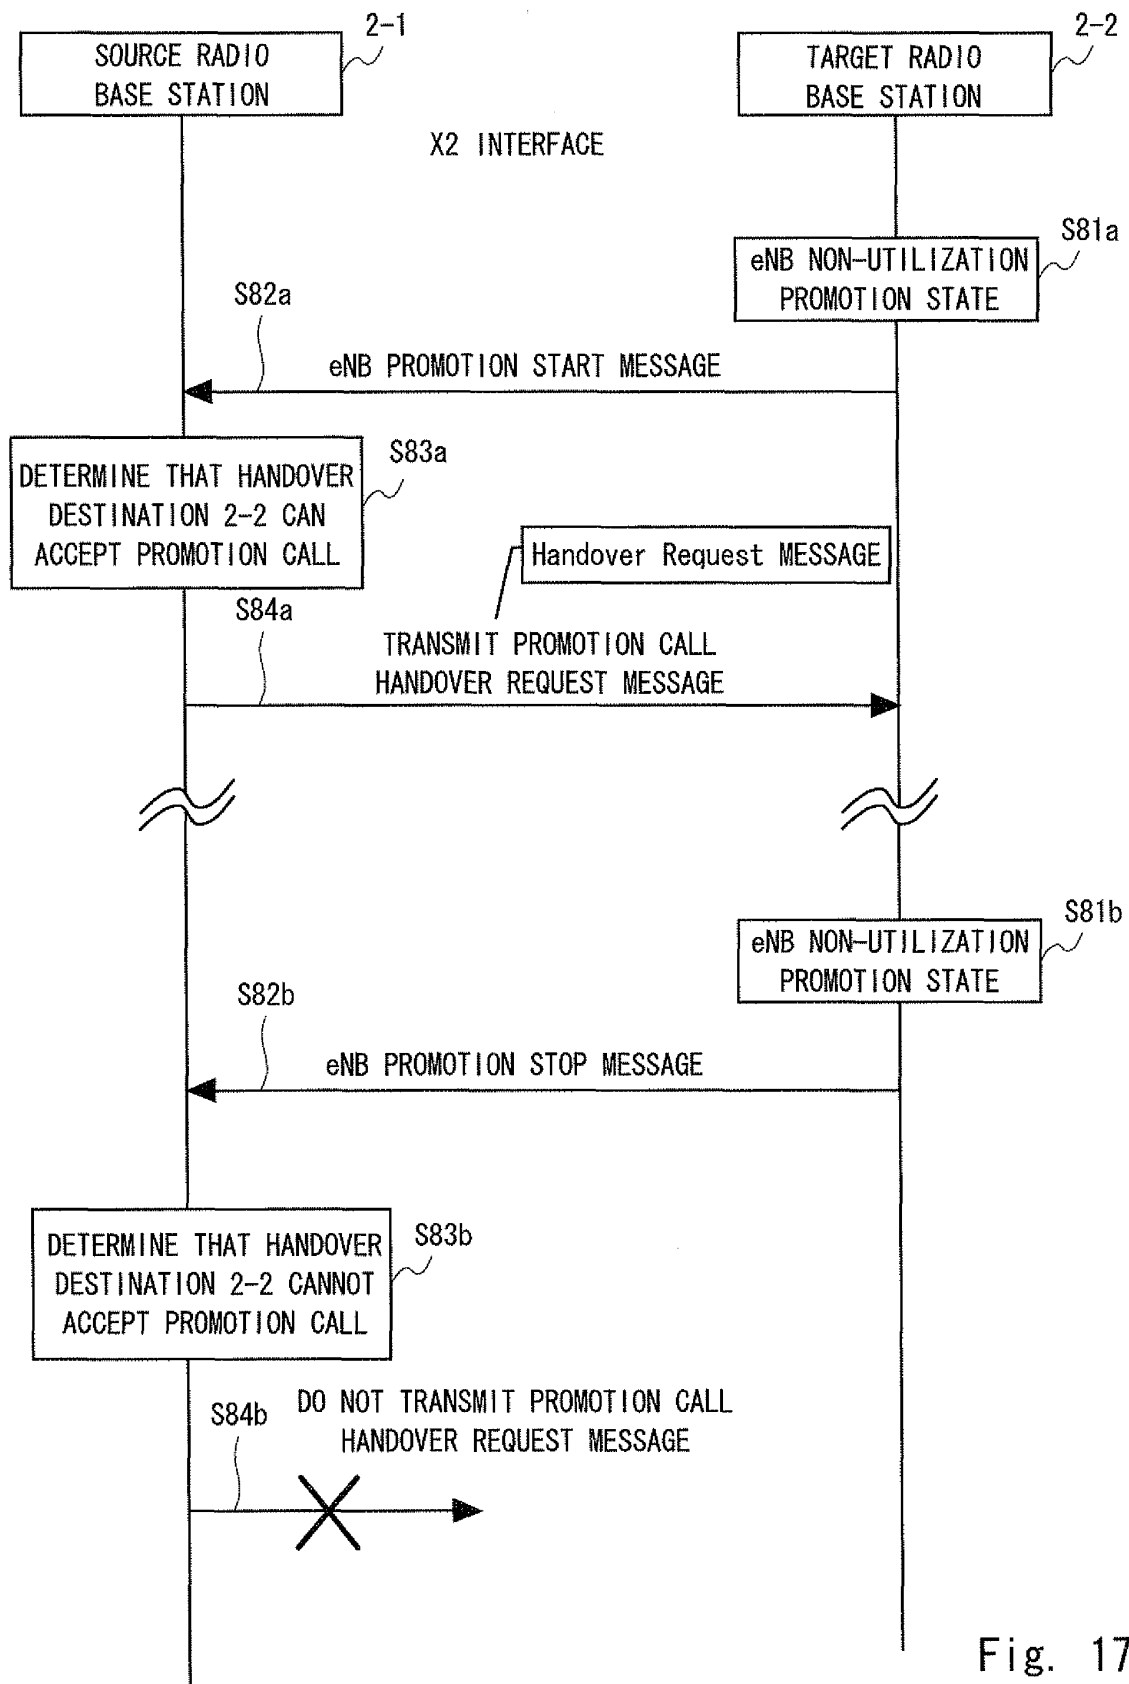 2-1
SOURCE RADIO
BASE STATION
2-2
TARGET RADIO
BASE STATION
X2 INTERFACE
S81a
eNB NON-UTILIZATION
PROMOTION STATE
S82a
eNB PROMOTION START MESSAGE
S83a
DETERMINE THAT HANDOVER
DESTINATION 2-2 CAN
ACCEPT PROMOTION CALL
Handover Request MESSAGE
S84a
TRANSMIT PROMOTION CALL
HANDOVER REQUEST MESSAGE
S81b
eNB NON-UTILIZATION
PROMOTION STATE
S82b
eNB PROMOTION STOP MESSAGE
S83b
DETERMINE THAT HANDOVER
DESTINATION 2-2 CANNOT
ACCEPT PROMOTION CALL
S84b
DO NOT TRANSMIT PROMOTION CALL
HANDOVER REQUEST MESSAGE
Fig. 17